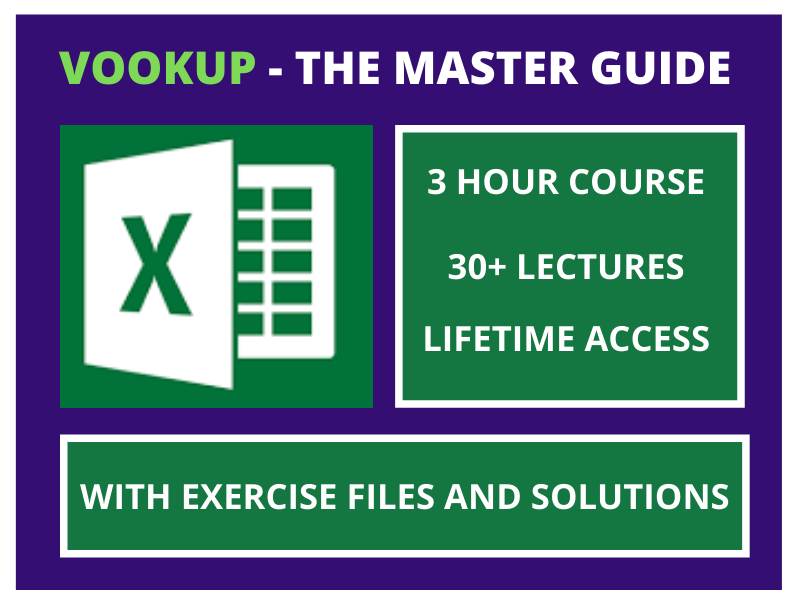 VOOKUP - THE MASTER GUIDE
X
3 HOUR COURSE
30+ LECTURES
LIFETIME ACCESS
WITH EXERCISE FILES AND SOLUTIONS